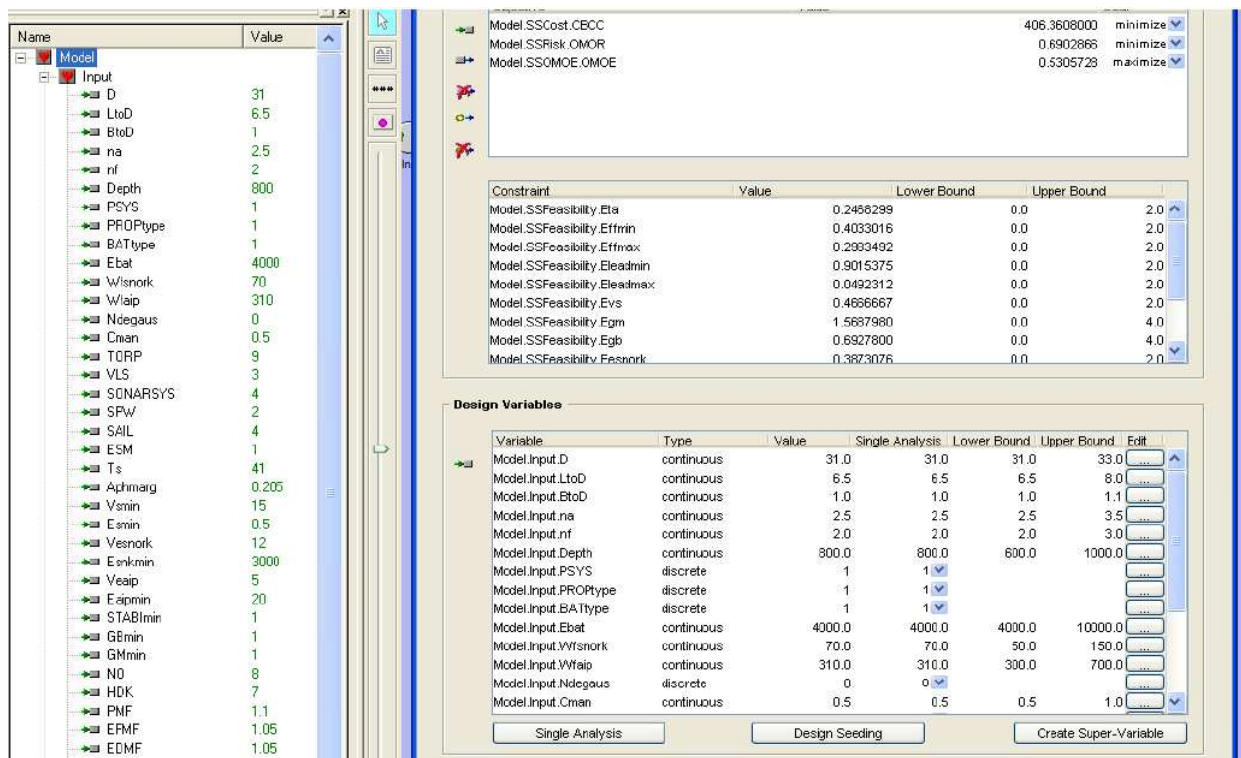 Name Value
Model
Input
D 31
LtoD 6.5
BtoD 1
na 2.5
nf 2
Depth 800
PSYS 1
PROPtype 1
BATtype 1
Ebat 4000
Wfsnork 70
Wfaip 310
Ndegaus 0
Cman 0.5
TORP 9
VLS 3
SONARSYS 4
SPW 2
SAIL 4
ESM 1
Ts 41
Aphmarg 0.205
Vsmin 15
Esmin 0.5
Vesnork 12
Esnkmin 3000
Veaip 5
Eaipmin 20
STABImin 1
GBmin 1
GMmin 1
NO 8
HDK 7
PMF 1.1
EFMF 1.05
EDMF 1.05
Model.SSCost.CECC 406.3608000 minimize
Model.SSRisk.OMOR 0.6902866 minimize
Model.SSOMOE.OMOE 0.5305728 maximize
Constraint Value Lower Bound Upper Bound
Model.SSFeasibility.Eta 0.2468299 0.0 2.0
Model.SSFeasibility.Effmin 0.4033016 0.0 2.0
Model.SSFeasibility.Effmax 0.2983492 0.0 2.0
Model.SSFeasibility.Eleadmin 0.9015375 0.0 2.0
Model.SSFeasibility.Eleadmax 0.0492312 0.0 2.0
Model.SSFeasibility.Evs 0.4666667 0.0 2.0
Model.SSFeasibility.Egm 1.5687980 0.0 4.0
Model.SSFeasibility.Egb 0.6927800 0.0 4.0
Model.SSFeasibility.Eesnork 0.3873076 0.0 2.0
Design Variables
Variable Type Value Single Analysis Lower Bound Upper Bound Edit
Model.Input.D continuous 31.0 31.0 31.0 33.0 ...
Model.Input.LtoD continuous 6.5 6.5 6.5 8.0 ...
Model.Input.BtoD continuous 1.0 1.0 1.0 1.1 ...
Model.Input.na continuous 2.5 2.5 2.5 3.5 ...
Model.Input.nf continuous 2.0 2.0 2.0 3.0 ...
Model.Input.Depth continuous 800.0 800.0 600.0 1000.0 ...
Model.Input.PSYS discrete 1 1 ...
Model.Input.PROPtype discrete 1 1 ...
Model.Input.BATtype discrete 1 1 ...
Model.Input.Ebat continuous 4000.0 4000.0 4000.0 10000.0 ...
Model.Input.Wfsnork continuous 70.0 70.0 50.0 150.0 ...
Model.Input.Wfaip continuous 310.0 310.0 300.0 700.0 ...
Model.Input.Ndegaus discrete 0 0 ...
Model.Input.Cman continuous 0.5 0.5 0.5 1.0 ...
Single Analysis Design Seeding Create Super-Variable